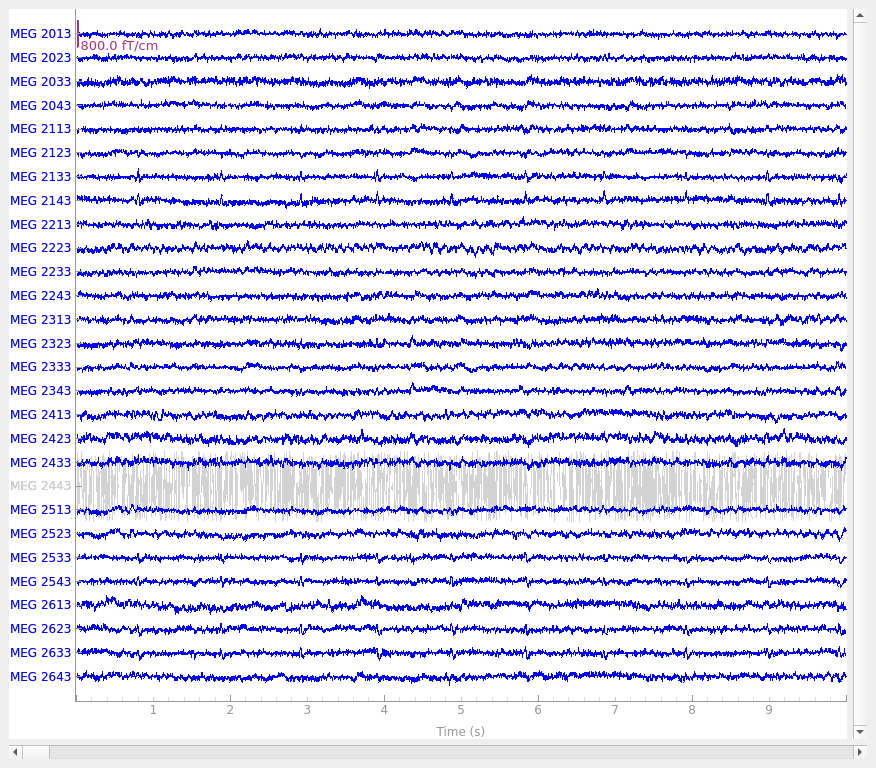 MEG 2013
800.0 fT/cm
MEG 2023
MEG 2033
MEG 2043
MEG 2113
MEG 2123
MEG 2133
MEG 2143
MEG 2213
MEG 2223
MEG 2233
MEG 2243
MEG 2313
MEG 2323
MEG 2333
MEG 2343
MEG 2413
MEG 2423
MEG 2433
MEG 2443
MEG 2513
MEG 2523
MEG 2533
MEG 2543
MEG 2613
MEG 2623
MEG 2633
MEG 2643
1 2 3 4 5 6 7 8 9
Time (s)